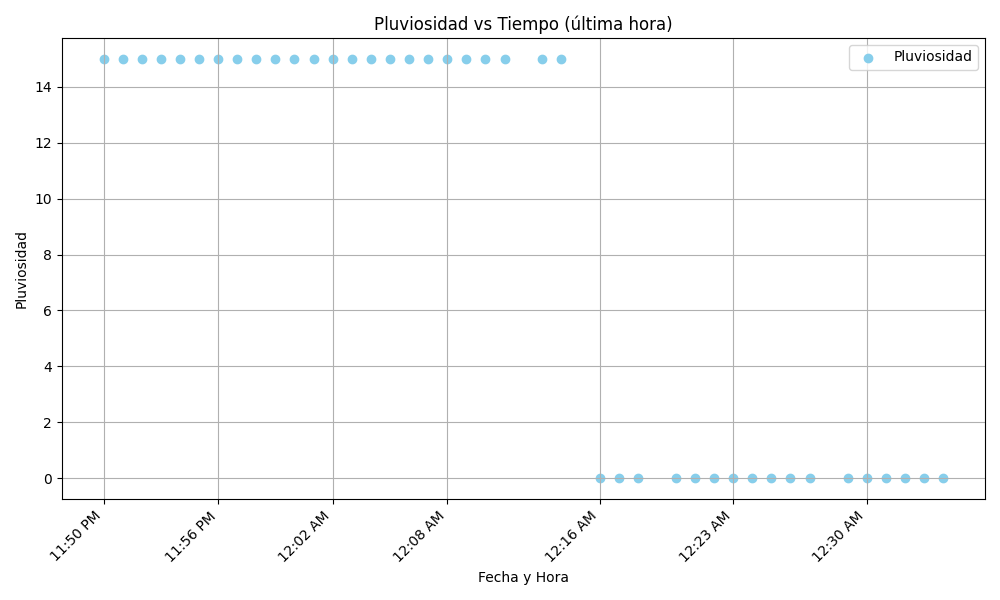 Pluviosidad vs Tiempo (última hora)
Pluviosidad
14
12
10
8
6
4
2
0
Pluviosidad
11:50 PM
11:56 PM
12:02 AM
12:08 AM
12:16 AM
12:23 AM
12:30 AM
Fecha y Hora